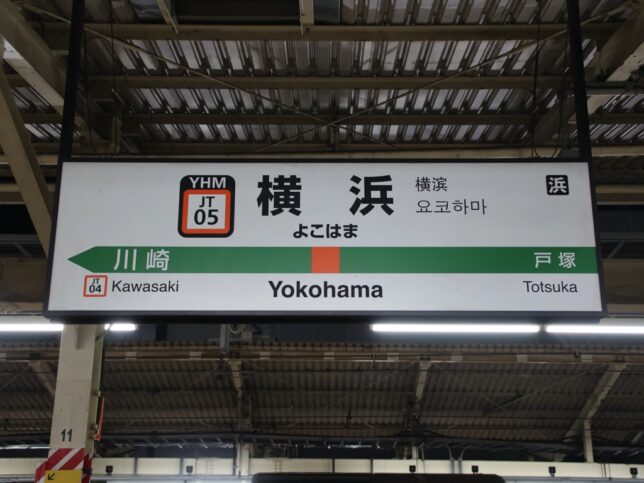 YHM
JT
05
横浜
よこはま
横滨
요코하마
浜
川崎
戸塚
JT
04
Kawasaki
Yokohama
Totsuka
11